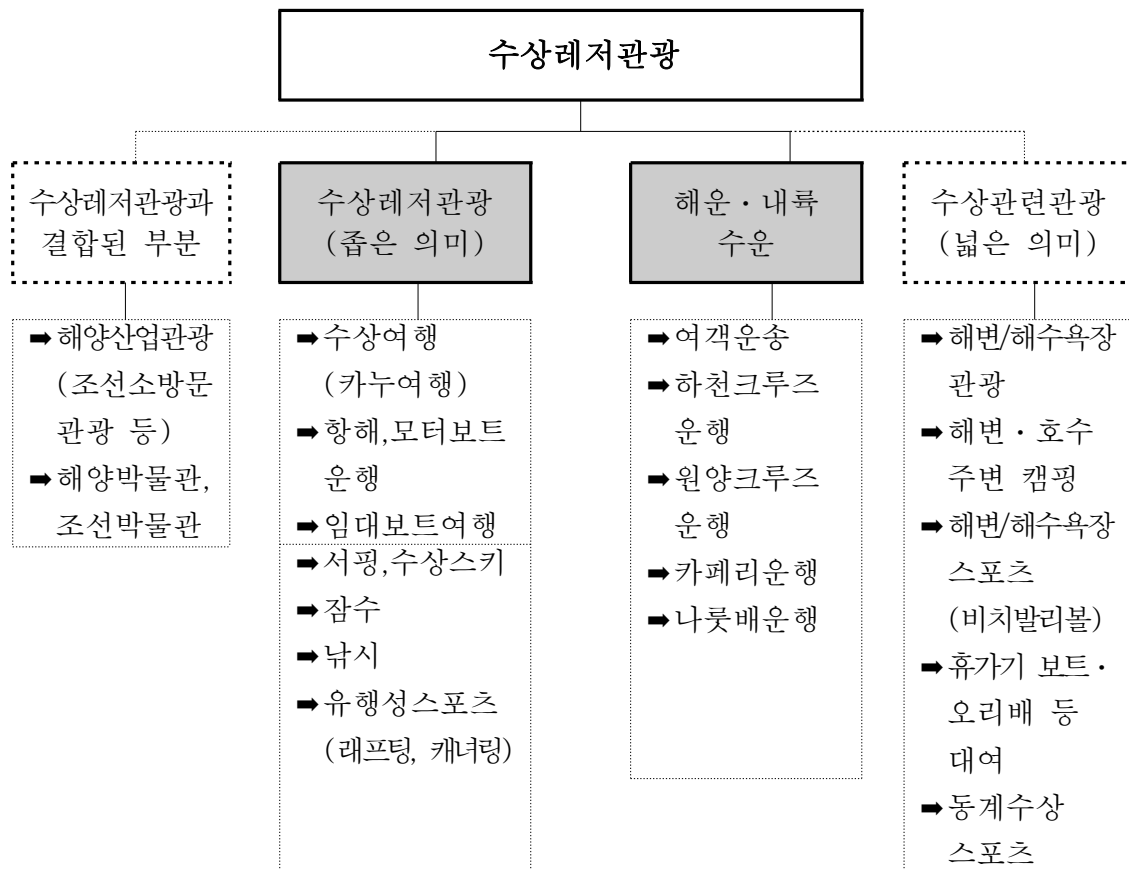 수상레저관광
수상레저관광과
결합된 부분
➡해양산업관광
(조선소방문
관광 등)
➡해양박물관,
조선박물관
수상레저관광
(좁은 의미)
➡수상여행
(카누여행)
➡항해,모터보트
운행
➡임대보트여행
➡서핑,수상스키
➡잠수
➡낚시
➡유행성스포츠
(래프팅, 캐녀링)
해운·내륙
수운
➡여객운송
➡하천크루즈
운행
➡원양크루즈
운행
➡카페리운행
➡나룻배운행
수상관련관광
(넓은 의미)
➡해변/해수욕장
관광
➡해변·호수
주변 캠핑
➡해변/해수욕장
스포츠
(비치발리볼)
➡휴가기 보트·
오리배 등
대여
➡동계수상
스포츠